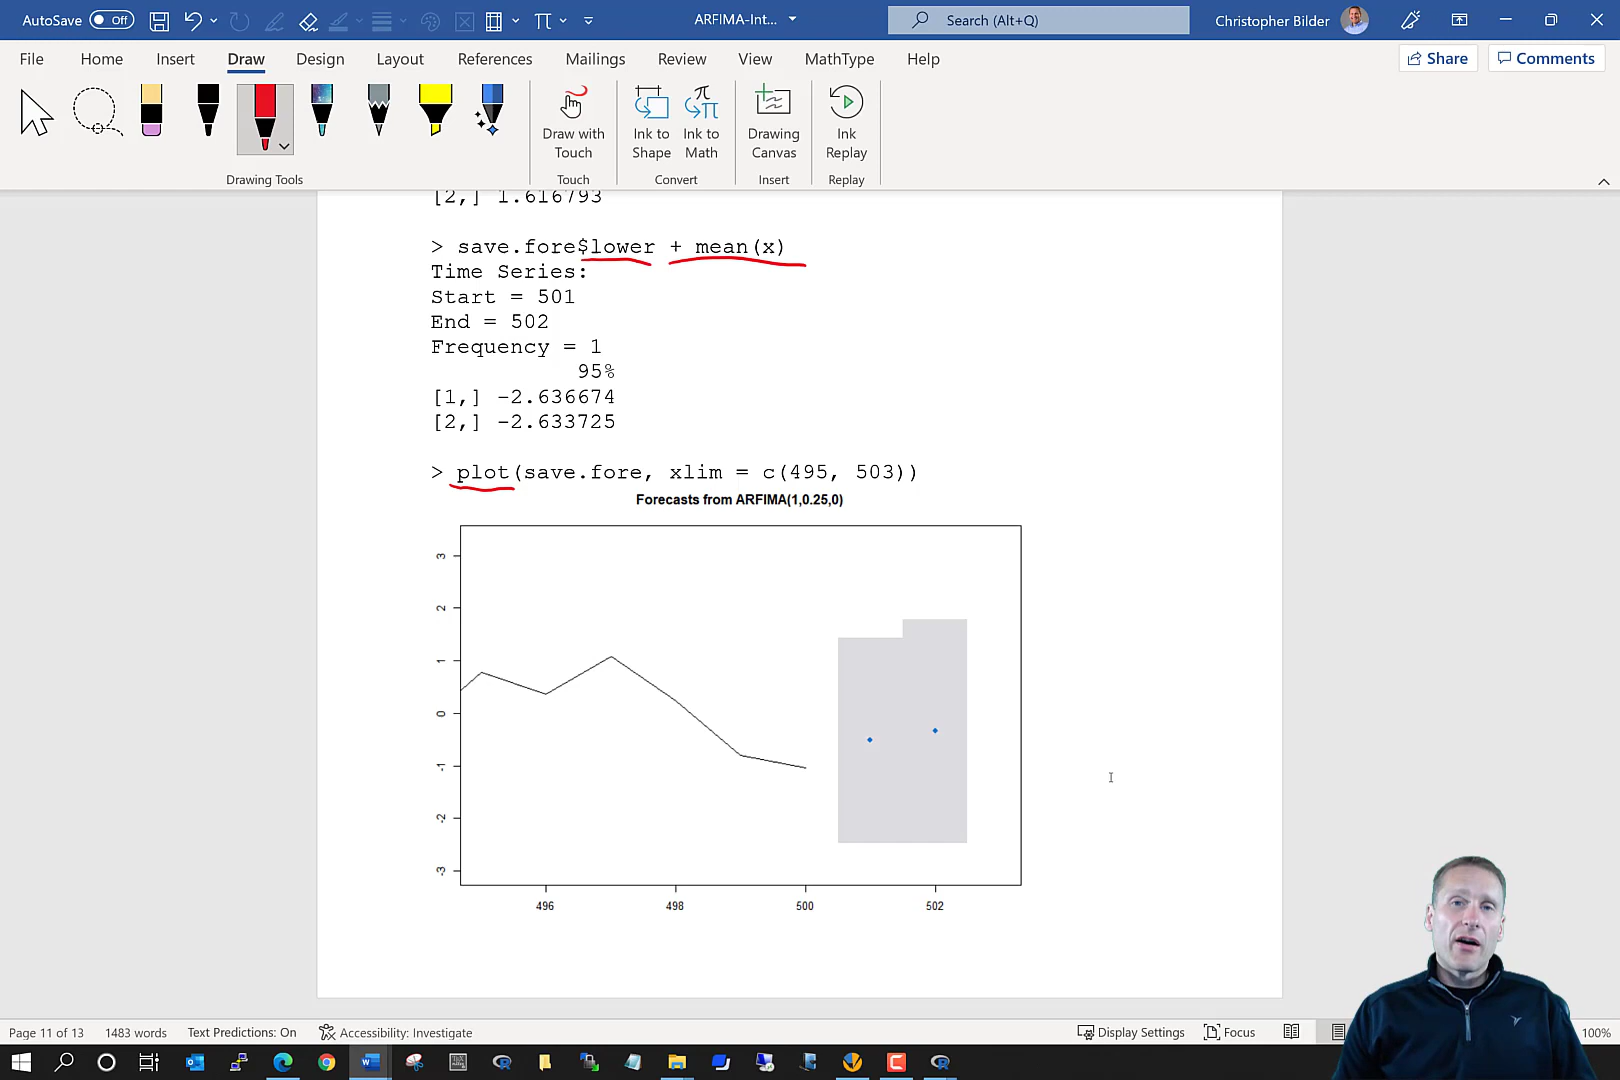 AutoSave Off ARFIMA-Int... Search (Alt+Q) Christopher Bilder
File Home Insert Draw Design Layout References Mailings Review View MathType Help Share Comments
Draw with Touch
Ink to Shape
Ink to Math
Drawing Canvas
Ink Replay
Drawing Tools Touch Convert Insert Replay
[2,] 1.616793
> save.fore$lower + mean(x)
Time Series:
Start = 501
End = 502
Frequency = 1
95%
[1,] -2.636674
[2,] -2.633725
> plot(save.fore, xlim = c(495, 503))
Forecasts from ARFIMA(1,0.25,0)
3
2
1
0
-1
-2
-3
496 498 500 502
Page 11 of 13 1483 words Text Predictions: On Accessibility: Investigate Display Settings Focus 100%